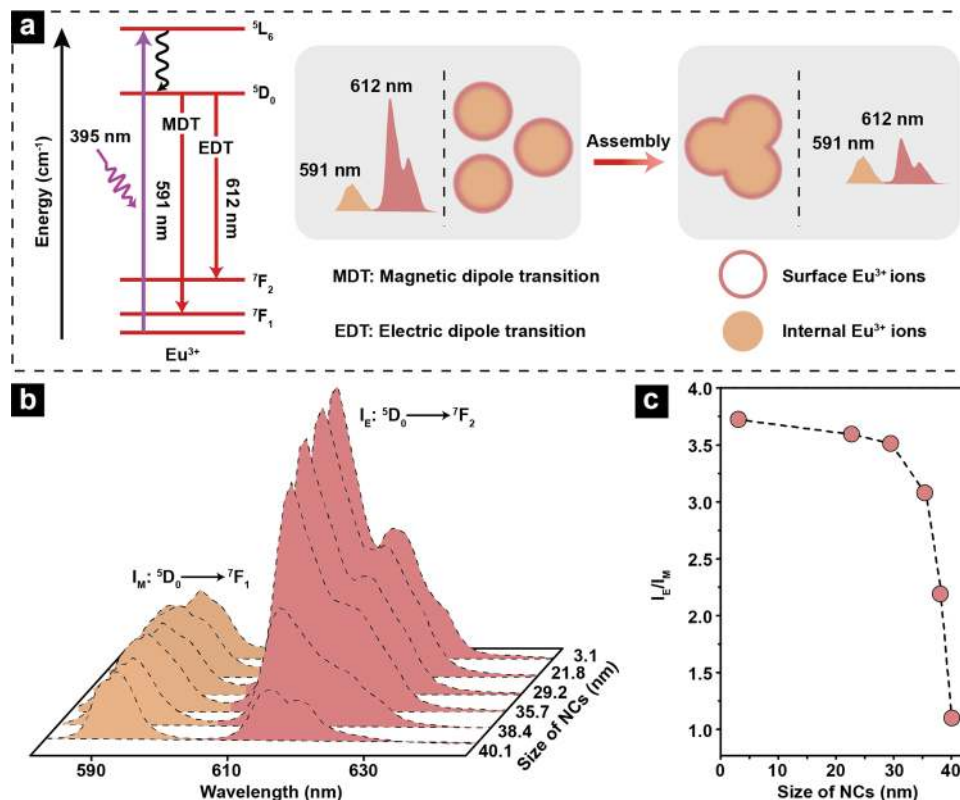 a
⁵L₆
⁵D₀
MDT
EDT
395 nm
591 nm
612 nm
Energy (cm⁻¹)
⁷F₂
⁷F₁
Eu³⁺
612 nm
591 nm
Assembly
612 nm
591 nm
MDT: Magnetic dipole transition
EDT: Electric dipole transition
Surface Eu³⁺ ions
Internal Eu³⁺ ions
b
I_E: ⁵D₀ → ⁷F₂
I_M: ⁵D₀ → ⁷F₁
3.1
21.8
29.2
35.7
38.4
40.1
Size of NCs (nm)
590 610 630
Wavelength (nm)
c
4.0
3.5
3.0
2.5
2.0
1.5
1.0
I_E/I_M
0 10 20 30 40
Size of NCs (nm)